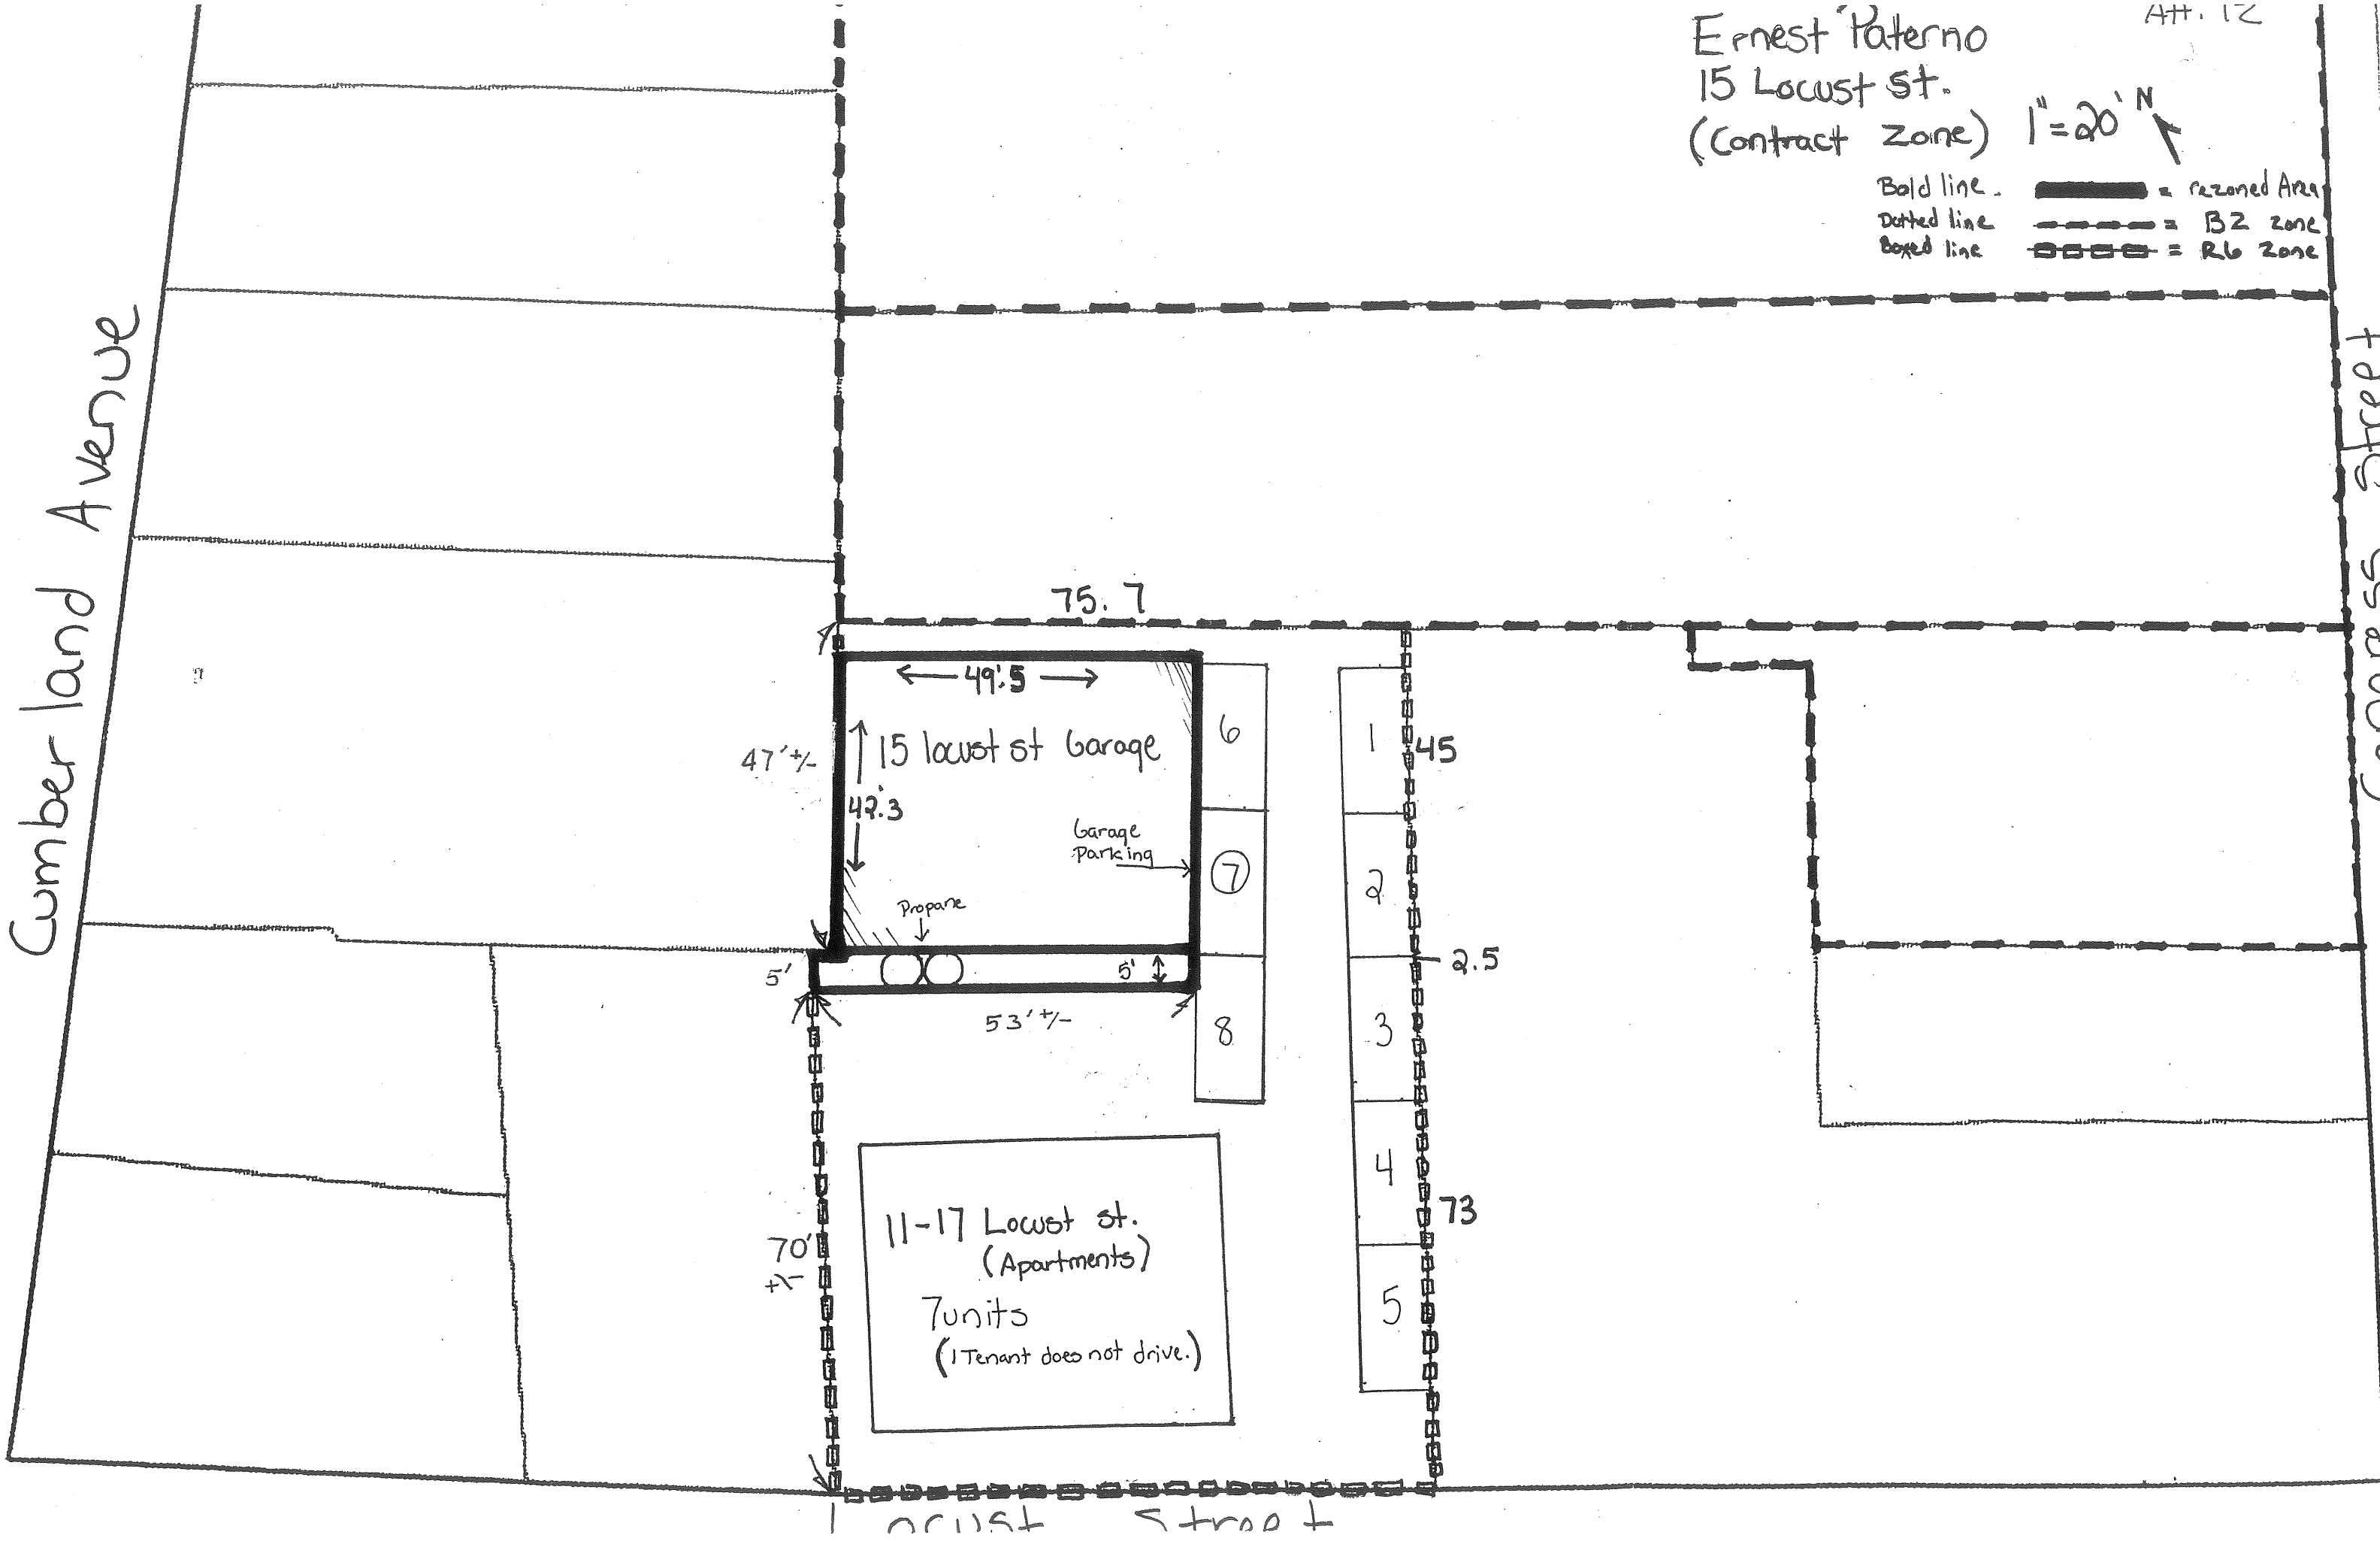 Att. 12
Ernest Paterno
15 Locust St.
(Contract Zone) 1"=20' N
Bold line. = rezoned Area
Dotted line = B2 zone
Boxed line = R6 zone
Cumberland Avenue
Congress Street
75.7
49'.5
47' +/-
15 locust st Garage
42'.3
Garage
Parking
Propane
5'
5'
53' +/-
6
7
8
1
2
3
4
5
45
2.5
73
70'
+/-
11-17 Locust st.
(Apartments)
7units
(1 Tenant does not drive.)
Locust Street